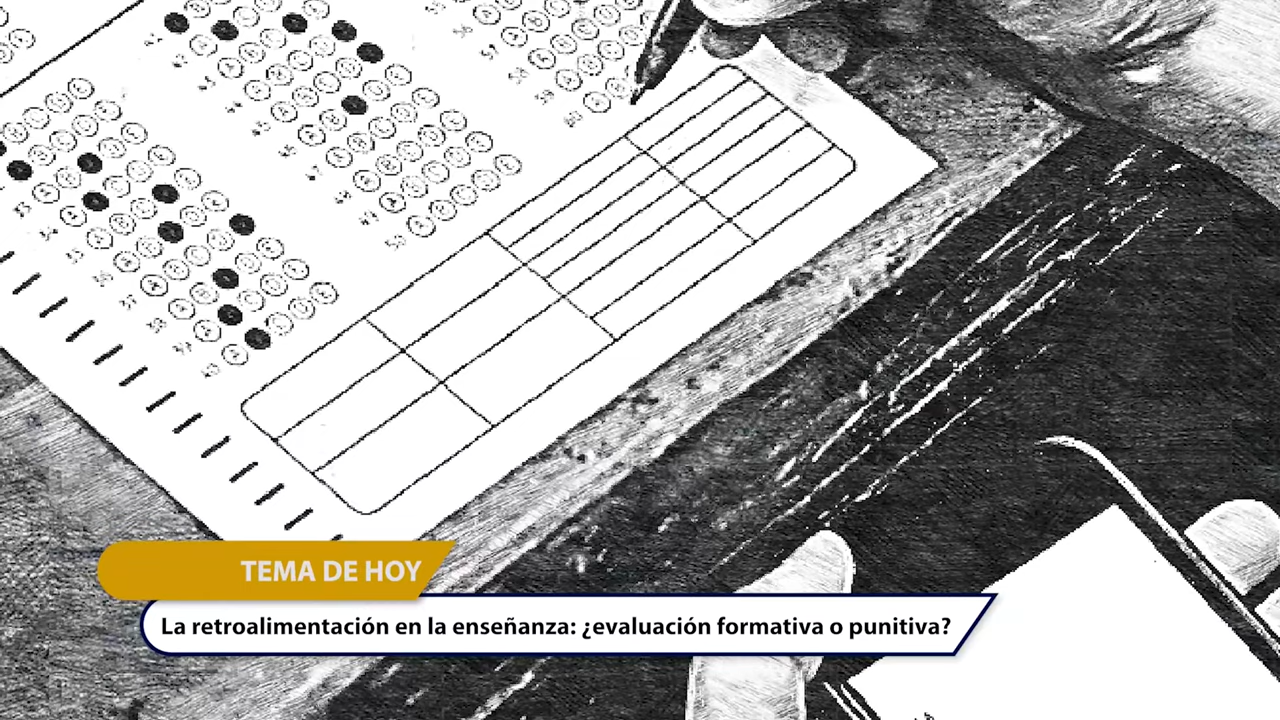 TEMA DE HOY
La retroalimentación en la enseñanza: ¿evaluación formativa o punitiva?